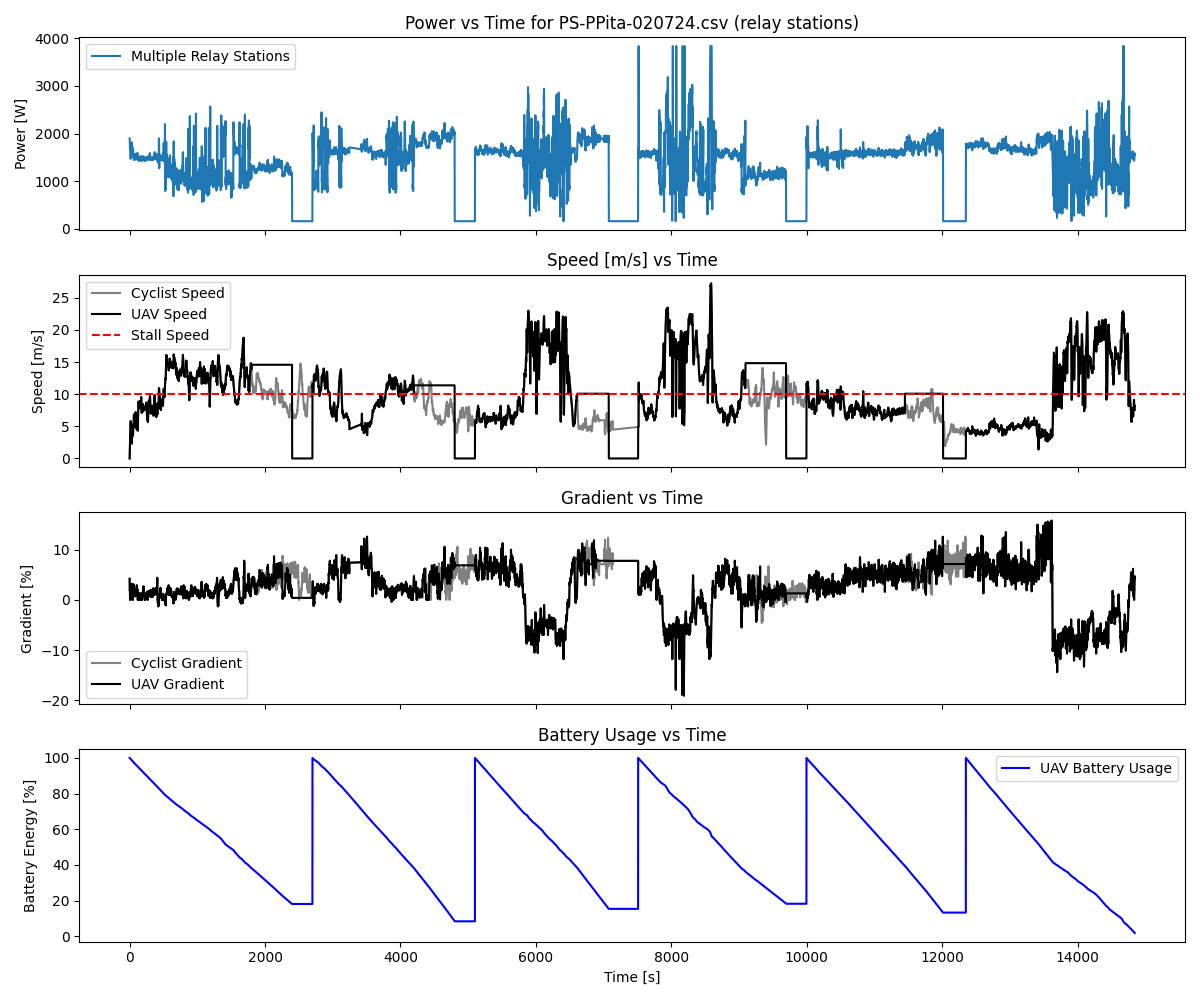 Power vs Time for PS-PPita-020724.csv (relay stations)
4000
3000
2000
1000
0
Power [W]
Multiple Relay Stations
Speed [m/s] vs Time
25
20
15
10
5
0
Speed [m/s]
Cyclist Speed
UAV Speed
Stall Speed
Gradient vs Time
10
0
−10
−20
Gradient [%]
Cyclist Gradient
UAV Gradient
Battery Usage vs Time
100
80
60
40
20
0
Battery Energy [%]
UAV Battery Usage
0 2000 4000 6000 8000 10000 12000 14000
Time [s]